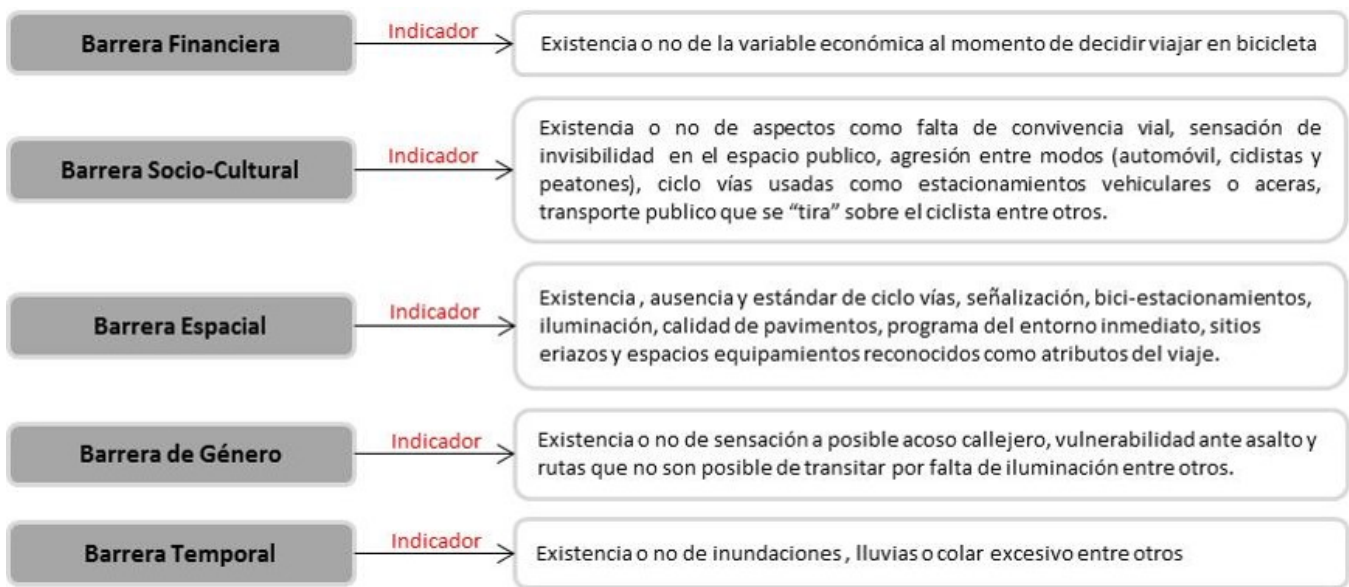 Barrera Financiera
Indicador
Existencia o no de la variable económica al momento de decidir viajar en bicicleta
Barrera Socio-Cultural
Indicador
Existencia o no de aspectos como falta de convivencia vial, sensación de
invisibilidad en el espacio publico, agresión entre modos (automóvil, ciclistas y
peatones), ciclo vías usadas como estacionamientos vehiculares o aceras,
transporte publico que se “tira” sobre el ciclista entre otros.
Barrera Espacial
Indicador
Existencia , ausencia y estándar de ciclo vías, señalización, bici-estacionamientos,
iluminación, calidad de pavimentos, programa del entorno inmediato, sitios
eriazos y espacios equipamientos reconocidos como atributos del viaje.
Barrera de Género
Indicador
Existencia o no de sensación a posible acoso callejero, vulnerabilidad ante asalto y
rutas que no son posible de transitar por falta de iluminación entre otros.
Barrera Temporal
Indicador
Existencia o no de inundaciones , lluvias o colar excesivo entre otros